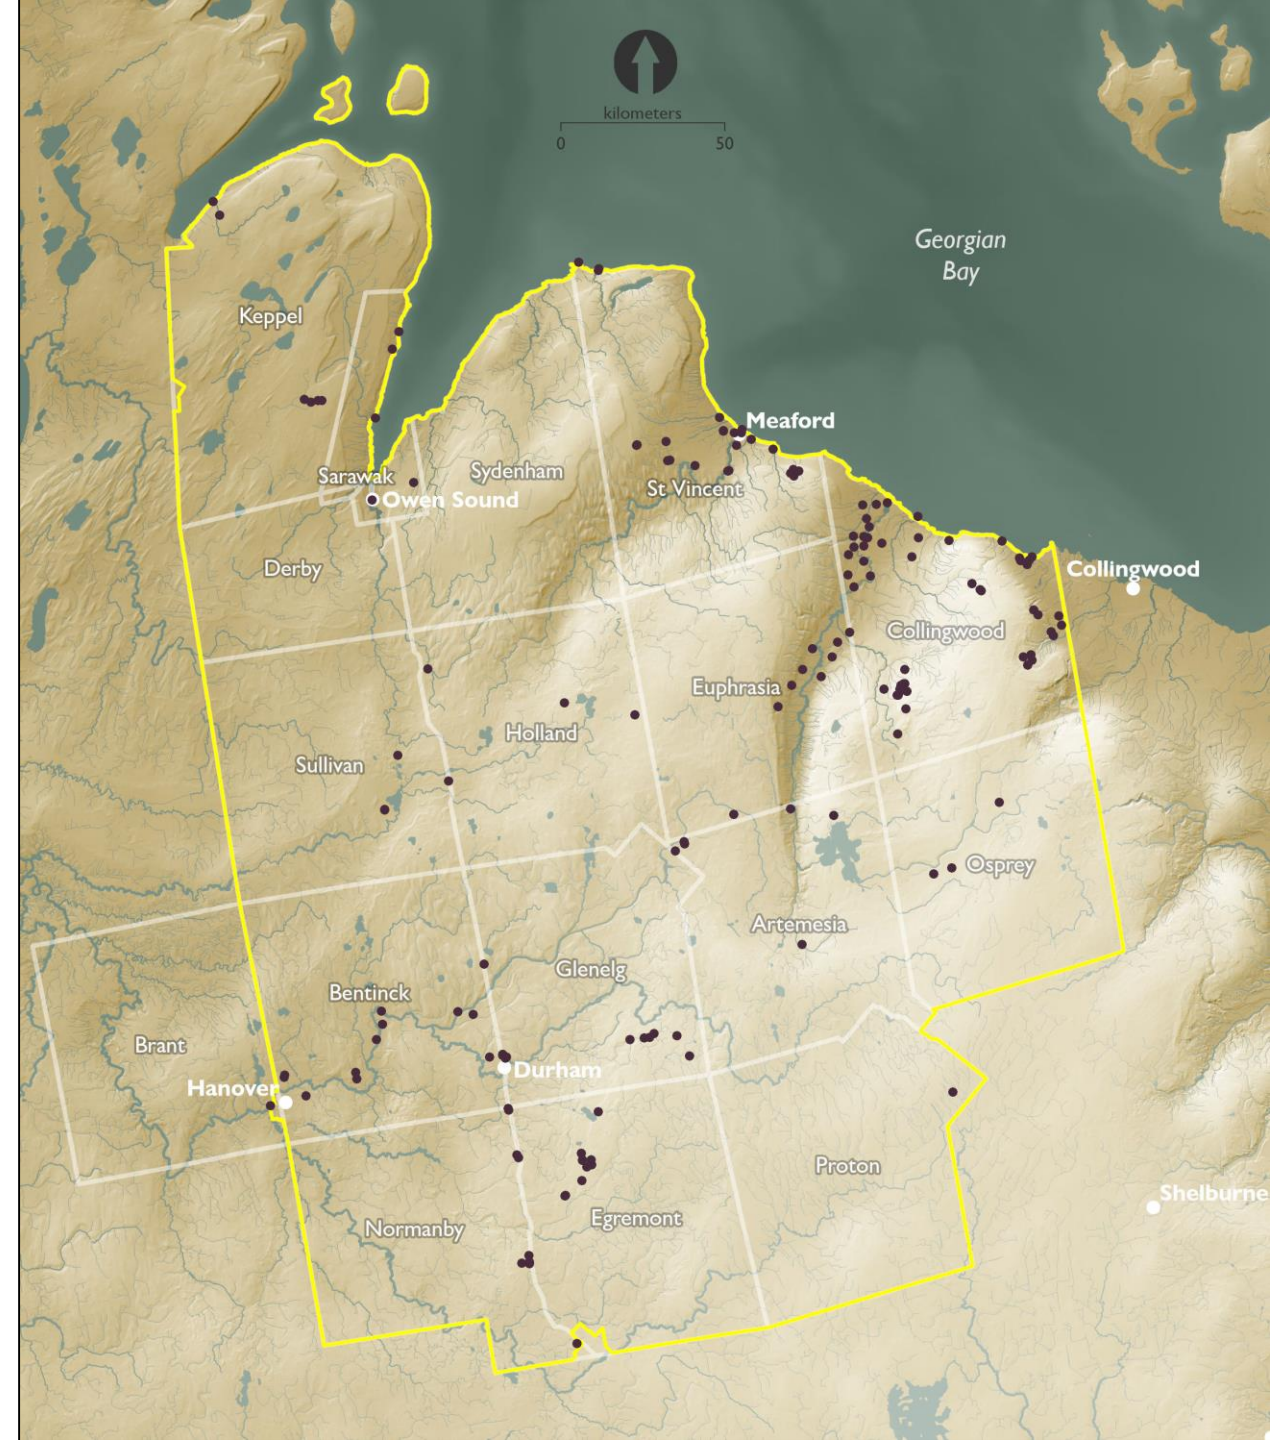 kilometers
0 50
Georgian
Bay
Keppel
Meaford
Sarawak
Sydenham
St Vincent
Owen Sound
Derby
Collingwood
Collingwood
Euphrasia
Holland
Sullivan
Osprey
Artemesia
Glenelg
Bentinck
Brant
Durham
Hanover
Proton
Shelburne
Egremont
Normanby